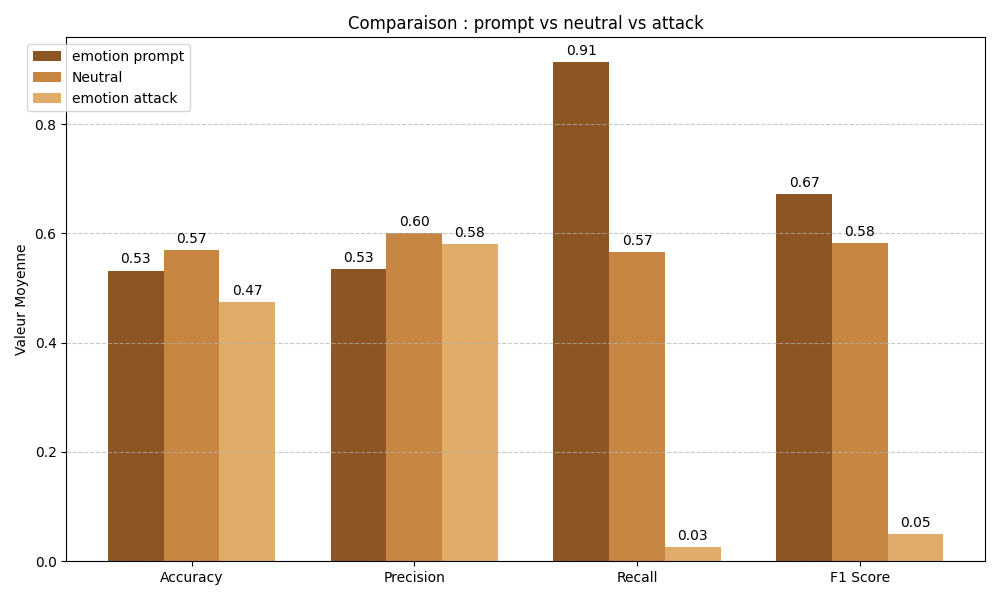 Comparaison : prompt vs neutral vs attack
emotion prompt
Neutral
emotion attack
Valeur Moyenne
0.8
0.6
0.4
0.2
0.0
0.53
0.57
0.47
0.53
0.60
0.58
0.91
0.57
0.03
0.67
0.58
0.05
Accuracy
Precision
Recall
F1 Score